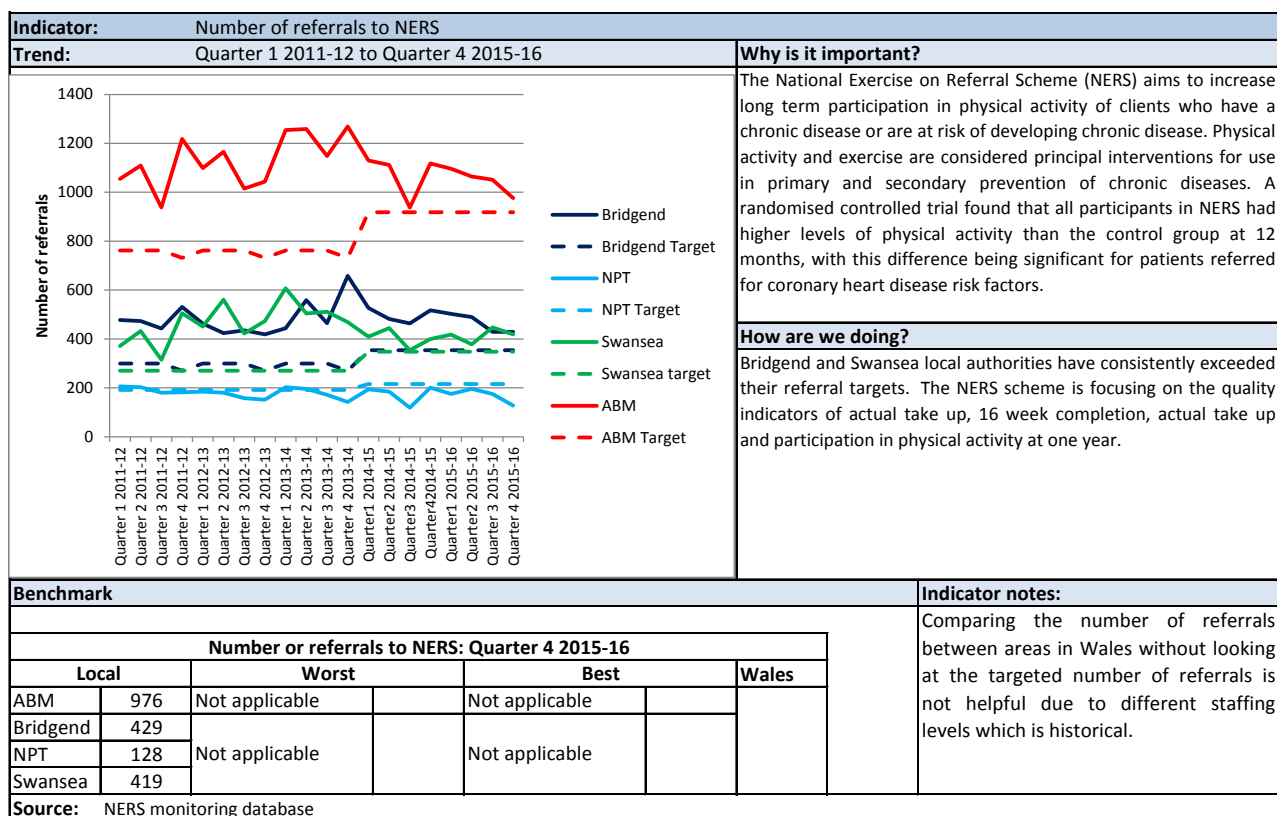 Indicator: Number of referrals to NERS
Trend: Quarter 1 2011-12 to Quarter 4 2015-16
Number of referrals
1400
1200
1000
800
600
400
200
0
Quarter 1 2011-12
Quarter 2 2011-12
Quarter 3 2011-12
Quarter 4 2011-12
Quarter 1 2012-13
Quarter 2 2012-13
Quarter 3 2012-13
Quarter 4 2012-13
Quarter 1 2013-14
Quarter 2 2013-14
Quarter 3 2013-14
Quarter 4 2013-14
Quarter1 2014-15
Quarter2 2014-15
Quarter3 2014-15
Quarter42014-15
Quarter1 2015-16
Quarter2 2015-16
Quarter 3 2015-16
Quarter 4 2015-16
Bridgend
Bridgend Target
NPT
NPT Target
Swansea
Swansea target
ABM
ABM Target
Why is it important?
The National Exercise on Referral Scheme (NERS) aims to increase
long term participation in physical activity of clients who have a
chronic disease or are at risk of developing chronic disease. Physical
activity and exercise are considered principal interventions for use
in primary and secondary prevention of chronic diseases. A
randomised controlled trial found that all participants in NERS had
higher levels of physical activity than the control group at 12
months, with this difference being significant for patients referred
for coronary heart disease risk factors.
How are we doing?
Bridgend and Swansea local authorities have consistently exceeded
their referral targets. The NERS scheme is focusing on the quality
indicators of actual take up, 16 week completion, actual take up
and participation in physical activity at one year.
Benchmark
Number or referrals to NERS: Quarter 4 2015-16
Local Worst Best Wales
ABM 976 Not applicable Not applicable
Bridgend 429
NPT 128 Not applicable Not applicable
Swansea 419
Indicator notes:
Comparing the number of referrals
between areas in Wales without looking
at the targeted number of referrals is
not helpful due to different staffing
levels which is historical.
Source: NERS monitoring database